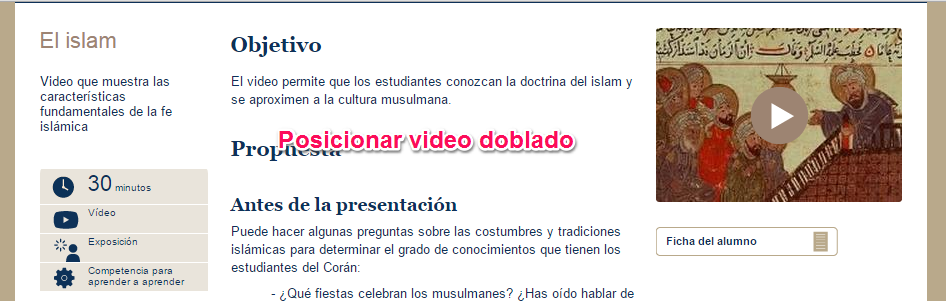 El islam
Video que muestra las
características
fundamentales de la fe
islámica
30 minutos
Vídeo
Exposición
Competencia para
aprender a aprender
Objetivo
El video permite que los estudiantes conozcan la doctrina del islam y
se aproximen a la cultura musulmana.
Posicionar video doblado
Propuesta
Antes de la presentación
Puede hacer algunas preguntas sobre las costumbres y tradiciones
islámicas para determinar el grado de conocimientos que tienen los
estudiantes del Corán:
- ¿Qué fiestas celebran los musulmanes? ¿Has oído hablar de
Ficha del alumno